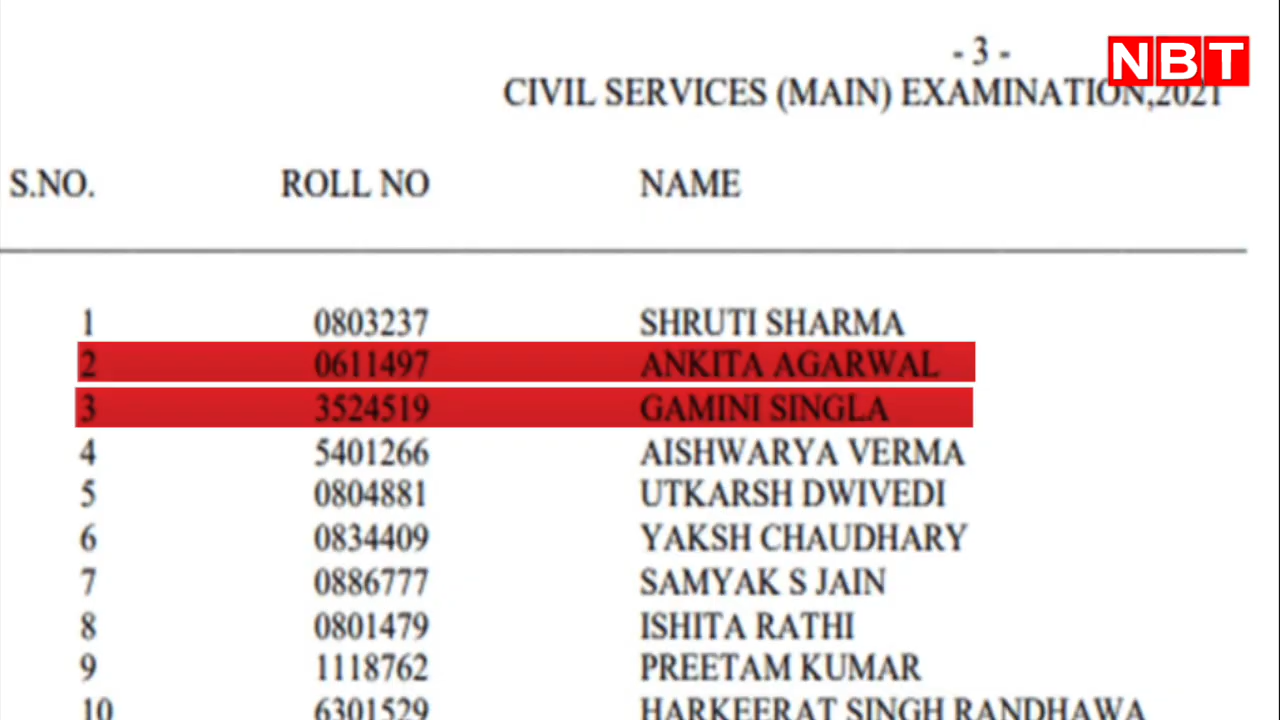 - 3 -
NBT
CIVIL SERVICES (MAIN) EXAMINATION,2021
S.NO. ROLL NO NAME
1 0803237 SHRUTI SHARMA
2 0611497 ANKITA AGARWAL
3 3524519 GAMINI SINGLA
4 5401266 AISHWARYA VERMA
5 0804881 UTKARSH DWIVEDI
6 0834409 YAKSH CHAUDHARY
7 0886777 SAMYAK S JAIN
8 0801479 ISHITA RATHI
9 1118762 PREETAM KUMAR
10 6301529 HARKEERAT SINGH RANDHAWA